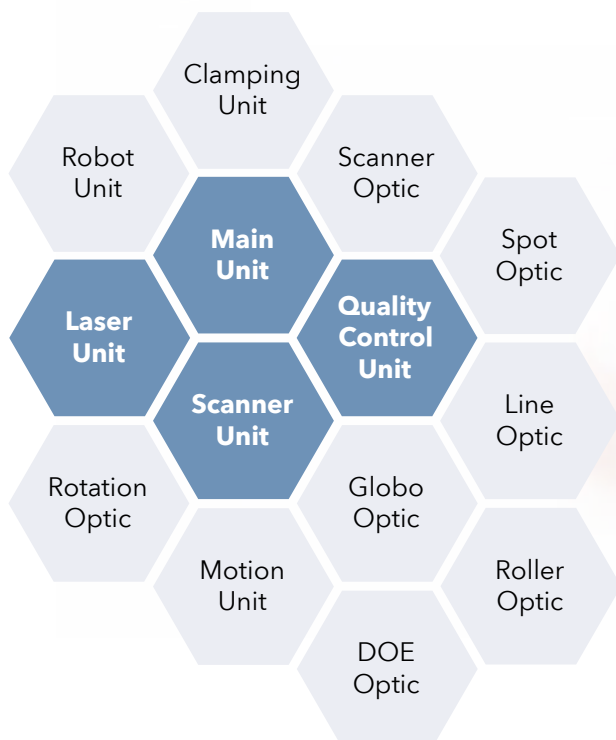 Clamping
Unit
Robot
Unit
Scanner
Optic
Main
Unit
Spot
Optic
Laser
Unit
Quality
Control
Unit
Scanner
Unit
Line
Optic
Rotation
Optic
Globo
Optic
Motion
Unit
Roller
Optic
DOE
Optic